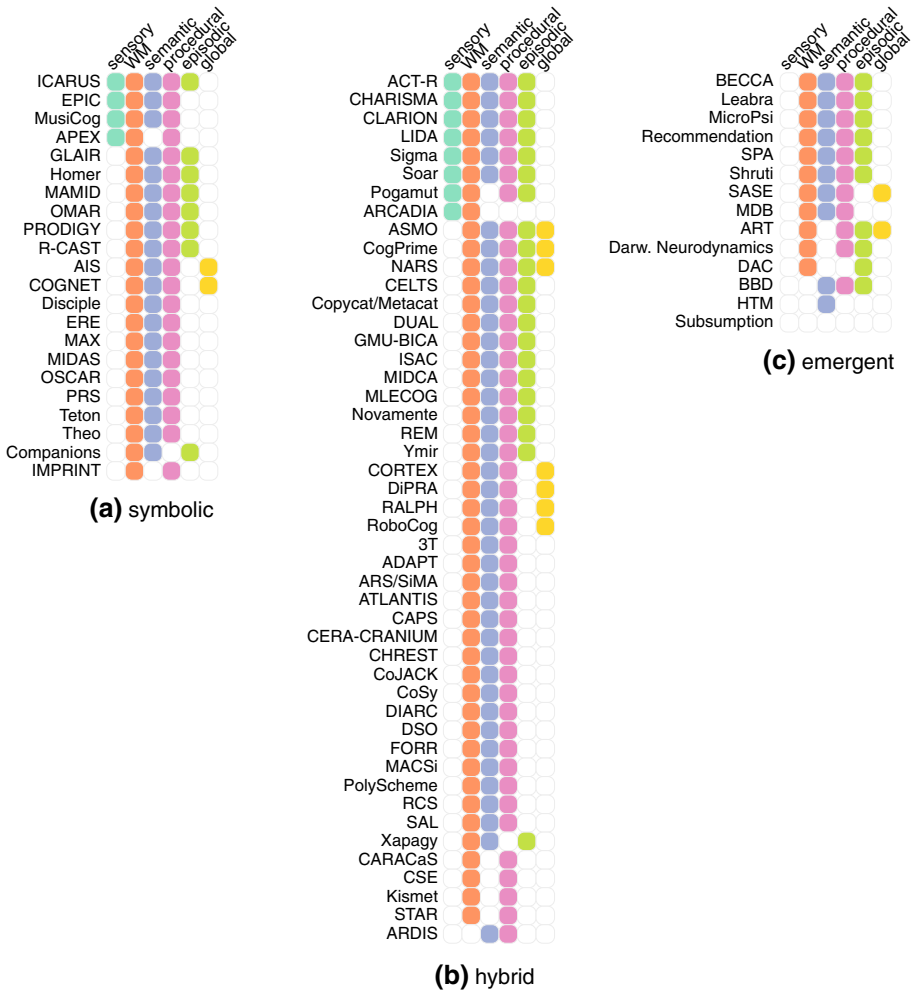 sensory
WM
semantic
procedural
episodic
global
ICARUS
EPIC
MusiCog
APEX
GLAIR
Homer
MAMID
OMAR
PRODIGY
R-CAST
AIS
COGNET
Disciple
ERE
MAX
MIDAS
OSCAR
PRS
Teton
Theo
Companions
IMPRINT
(a) symbolic
sensory
WM
semantic
procedural
episodic
global
ACT-R
CHARISMA
CLARION
LIDA
Sigma
Soar
Pogamut
ARCADIA
ASMO
CogPrime
NARS
CELTS
Copycat/Metacat
DUAL
GMU-BICA
ISAC
MIDCA
MLECOG
Novamente
REM
Ymir
CORTEX
DiPRA
RALPH
RoboCog
3T
ADAPT
ARS/SiMA
ATLANTIS
CAPS
CERA-CRANIUM
CHREST
CoJACK
CoSy
DIARC
DSO
FORR
MACSi
PolyScheme
RCS
SAL
Xapagy
CARACaS
CSE
Kismet
STAR
ARDIS
(b) hybrid
sensory
WM
semantic
procedural
episodic
global
BECCA
Leabra
MicroPsi
Recommendation
SPA
Shruti
SASE
MDB
ART
Darw. Neurodynamics
DAC
BBD
HTM
Subsumption
(c) emergent